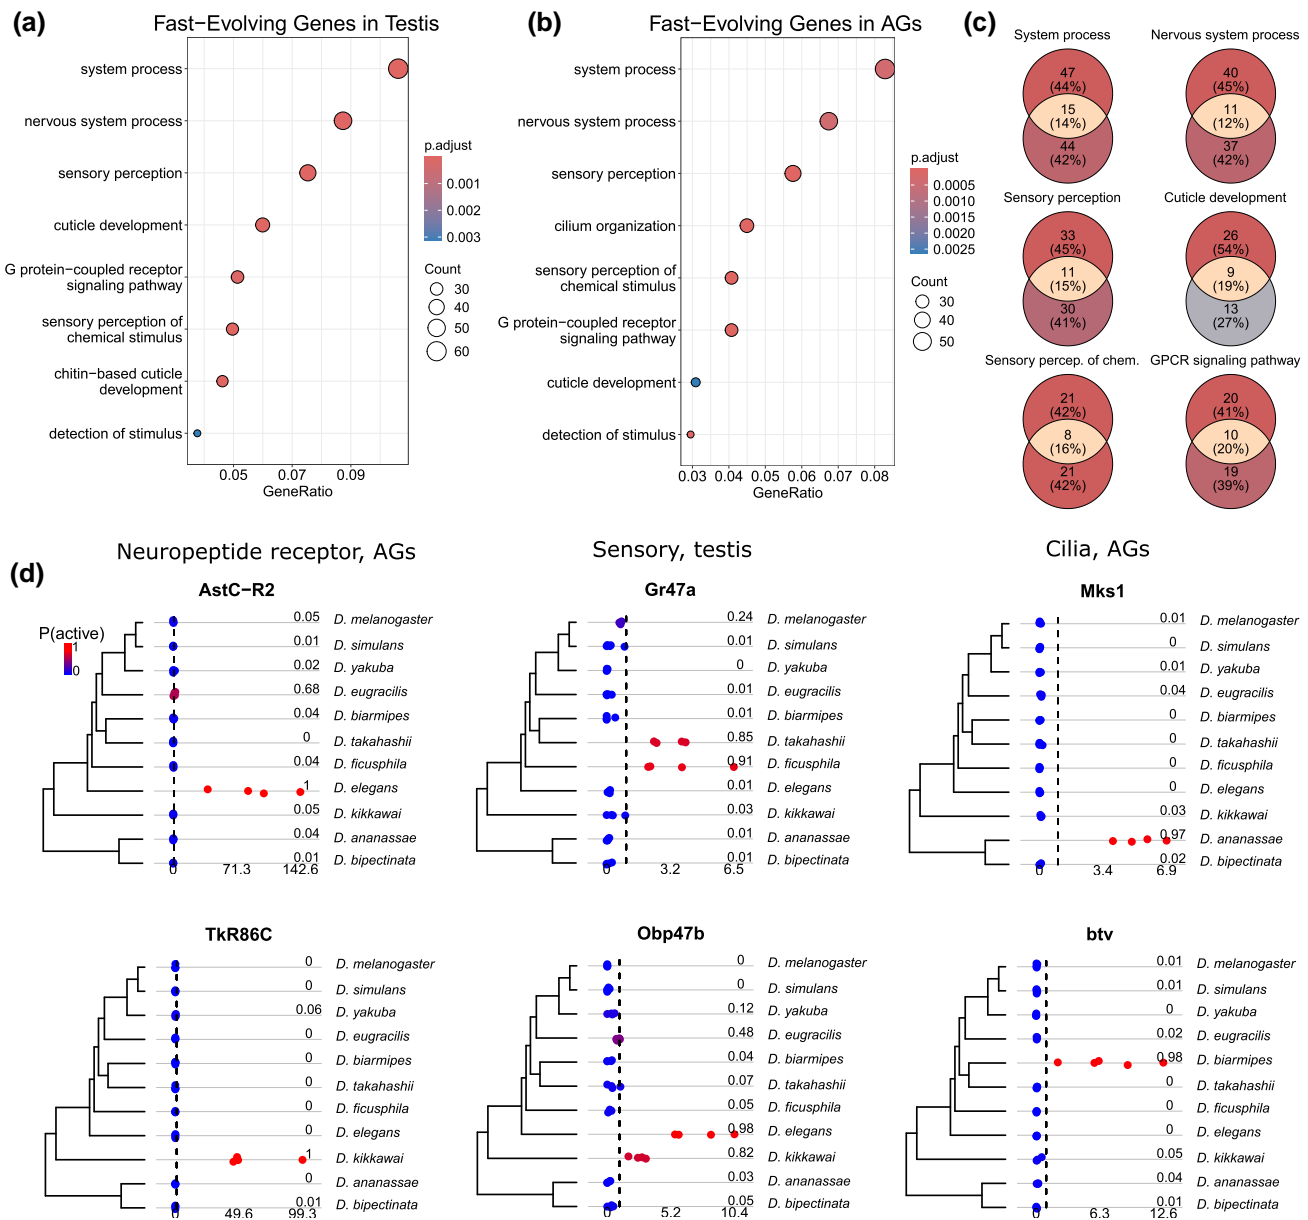 (a)
Fast−Evolving Genes in Testis
system process
nervous system process
sensory perception
cuticle development
G protein−coupled receptor
signaling pathway
sensory perception of
chemical stimulus
chitin−based cuticle
development
detection of stimulus
0.05
0.07
0.09
GeneRatio
p.adjust
0.001
0.002
0.003
Count
30
40
50
60
(b)
Fast−Evolving Genes in AGs
system process
nervous system process
sensory perception
cilium organization
sensory perception of
chemical stimulus
G protein−coupled receptor
signaling pathway
cuticle development
detection of stimulus
0.03
0.04
0.05
0.06
0.07
0.08
GeneRatio
p.adjust
0.0005
0.0010
0.0015
0.0020
0.0025
Count
30
40
50
(c)
System process
47
(44%)
15
(14%)
44
(42%)
Nervous system process
40
(45%)
11
(12%)
37
(42%)
Sensory perception
33
(45%)
11
(15%)
30
(41%)
Cuticle development
26
(54%)
9
(19%)
13
(27%)
Sensory percep. of chem.
21
(42%)
8
(16%)
21
(42%)
GPCR signaling pathway
20
(41%)
10
(20%)
19
(39%)
(d)
Neuropeptide receptor, AGs
Sensory, testis
Cilia, AGs
AstC−R2
P(active)
1
0
0.05 D. melanogaster
0.01 D. simulans
0.02 D. yakuba
0.68 D. eugracilis
0.04 D. biarmipes
0 D. takahashii
0.04 D. ficusphila
1 D. elegans
0.05 D. kikkawai
0.04 D. ananassae
0.01 D. bipectinata
0 71.3 142.6
Gr47a
0.24 D. melanogaster
0.01 D. simulans
0 D. yakuba
0.01 D. eugracilis
0.01 D. biarmipes
0.85 D. takahashii
0.91 D. ficusphila
0.01 D. elegans
0.03 D. kikkawai
0.01 D. ananassae
0.01 D. bipectinata
0 3.2 6.5
Mks1
0.01 D. melanogaster
0 D. simulans
0.01 D. yakuba
0.04 D. eugracilis
0 D. biarmipes
0 D. takahashii
0 D. ficusphila
0 D. elegans
0.03 D. kikkawai
0.97 D. ananassae
0.02 D. bipectinata
0 3.4 6.9
TkR86C
0 D. melanogaster
0 D. simulans
0.06 D. yakuba
0 D. eugracilis
0 D. biarmipes
0 D. takahashii
0 D. ficusphila
0 D. elegans
1 D. kikkawai
0 D. ananassae
0.01 D. bipectinata
0 49.6 99.3
Obp47b
0 D. melanogaster
0 D. simulans
0.12 D. yakuba
0.48 D. eugracilis
0.04 D. biarmipes
0.07 D. takahashii
0.05 D. ficusphila
0.98 D. elegans
0.82 D. kikkawai
0.03 D. ananassae
0.05 D. bipectinata
0 5.2 10.4
btv
0.01 D. melanogaster
0.01 D. simulans
0 D. yakuba
0.02 D. eugracilis
0.98 D. biarmipes
0 D. takahashii
0 D. ficusphila
0 D. elegans
0.05 D. kikkawai
0.04 D. ananassae
0.01 D. bipectinata
0 6.3 12.6